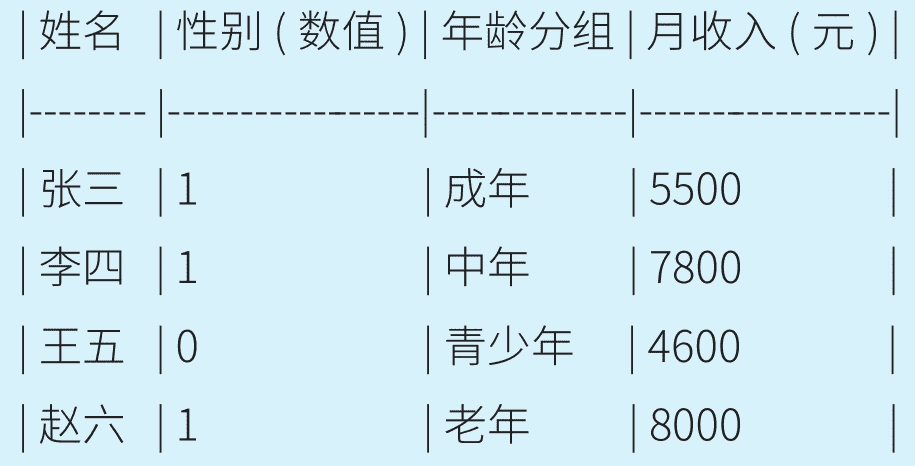 | 姓名 | 性别 ( 数值 ) | 年龄分组 | 月收入 ( 元 ) |
|-------- |-----------------|-------------|-----------------|
| 张三 | 1 | 成年 | 5500 |
| 李四 | 1 | 中年 | 7800 |
| 王五 | 0 | 青少年 | 4600 |
| 赵六 | 1 | 老年 | 8000 |